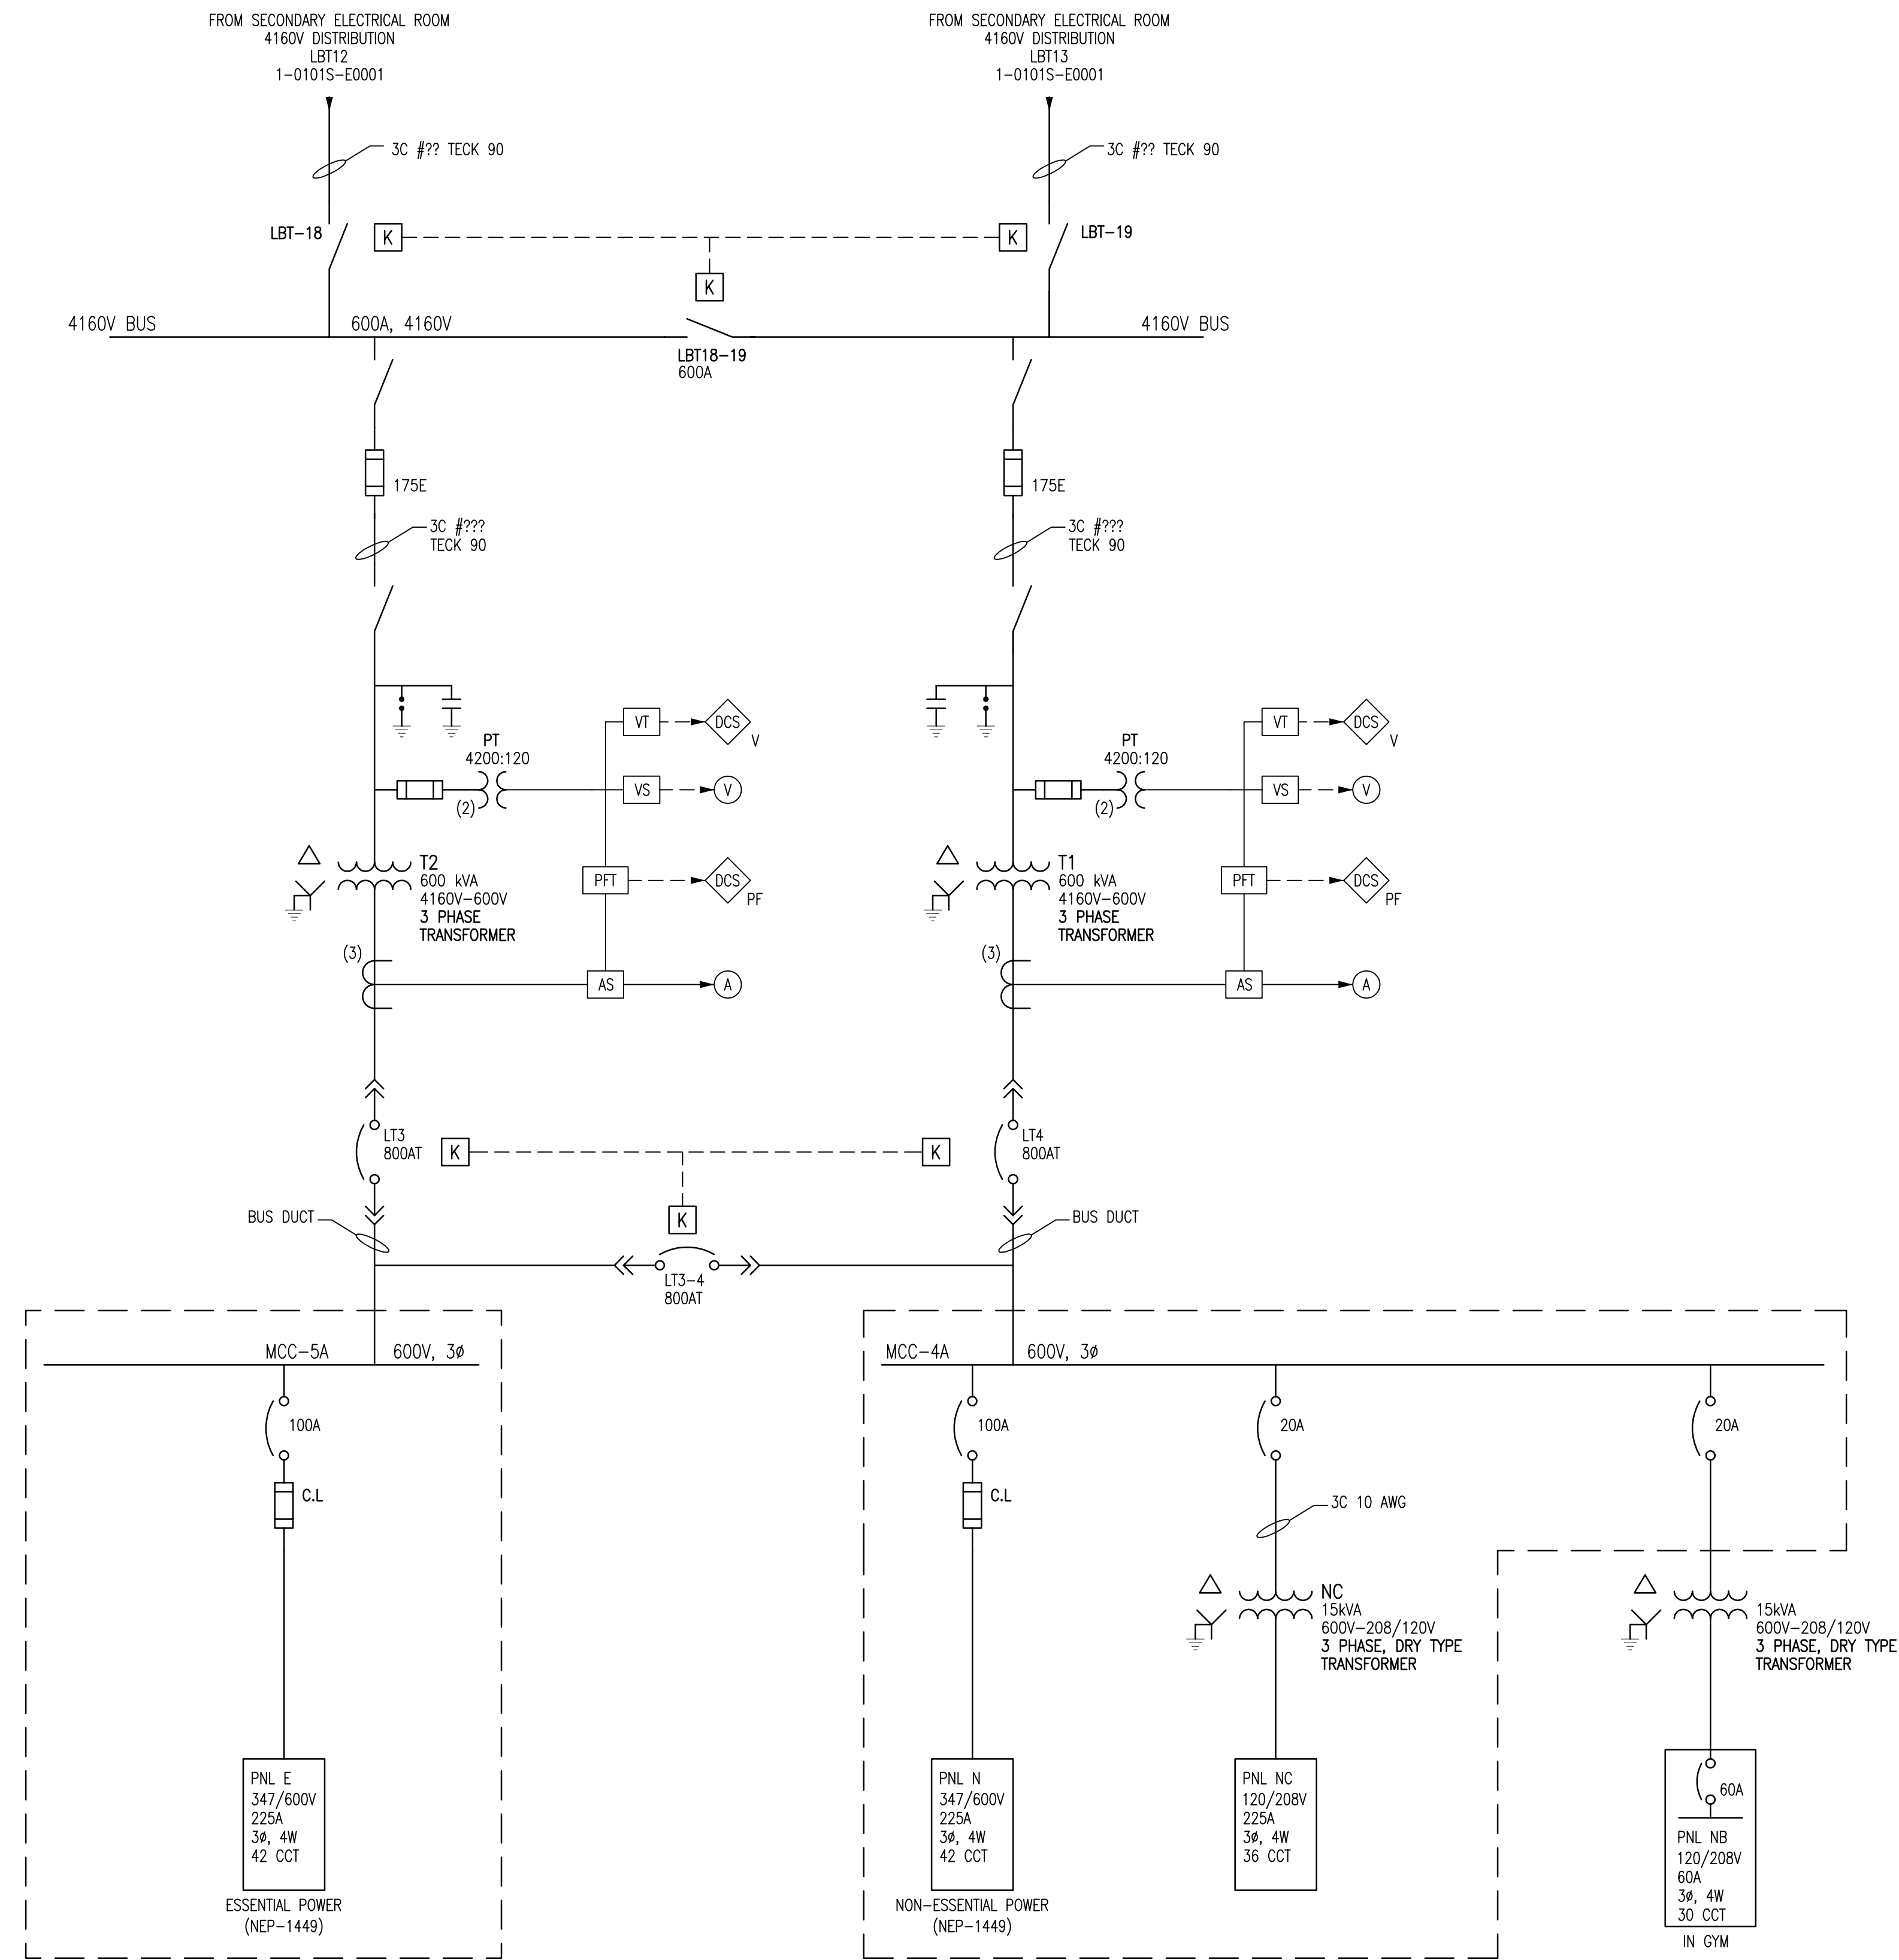 FROM SECONDARY ELECTRICAL ROOM
4160V DISTRIBUTION
LBT12
1-0101S-E0001
FROM SECONDARY ELECTRICAL ROOM
4160V DISTRIBUTION
LBT13
1-0101S-E0001
3C #?? TECK 90
3C #?? TECK 90
LBT-18
K
K
LBT-19
K
4160V BUS
600A, 4160V
4160V BUS
LBT18-19
600A
175E
175E
3C #???
TECK 90
3C #???
TECK 90
VT
DCS
V
PT
4200:120
VS
V
(2)
VT
DCS
V
PT
4200:120
VS
V
(2)
T2
600 kVA
4160V-600V
3 PHASE
TRANSFORMER
PFT
DCS
PF
T1
600 kVA
4160V-600V
3 PHASE
TRANSFORMER
PFT
DCS
PF
(3)
AS
A
(3)
AS
A
LT3
800AT
K
K
LT4
800AT
K
BUS DUCT
BUS DUCT
LT3-4
800AT
MCC-5A
600V, 3ø
MCC-4A
600V, 3ø
100A
100A
20A
20A
C.L
C.L
3C 10 AWG
NC
15kVA
600V-208/120V
3 PHASE, DRY TYPE
TRANSFORMER
15kVA
600V-208/120V
3 PHASE, DRY TYPE
TRANSFORMER
PNL E
347/600V
225A
3ø, 4W
42 CCT
ESSENTIAL POWER
(NEP-1449)
PNL N
347/600V
225A
3ø, 4W
42 CCT
NON-ESSENTIAL POWER
(NEP-1449)
PNL NC
120/208V
225A
3ø, 4W
36 CCT
60A
PNL NB
120/208V
60A
3ø, 4W
30 CCT
IN GYM